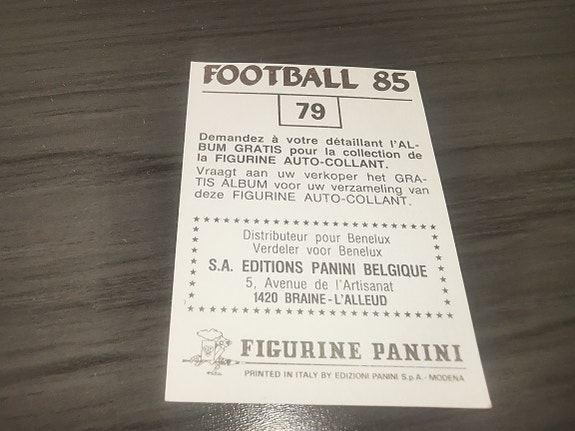 FOOTBALL 85
79
Demandez à votre détaillant l'AL-
BUM GRATIS pour la collection de
la FIGURINE AUTO-COLLANT.
Vraagt aan uw verkoper het GRA-
TIS ALBUM voor uw verzameling van
deze FIGURINE AUTO-COLLANT.
Distributeur pour Benelux
Verdeler voor Benelux
S.A. EDITIONS PANINI BELGIQUE
5, Avenue de l'Artisanat
1420 BRAINE-L'ALLEUD
FIGURINE PANINI
PRINTED IN ITALY BY EDIZIONI PANINI S.p.A. - MODENA